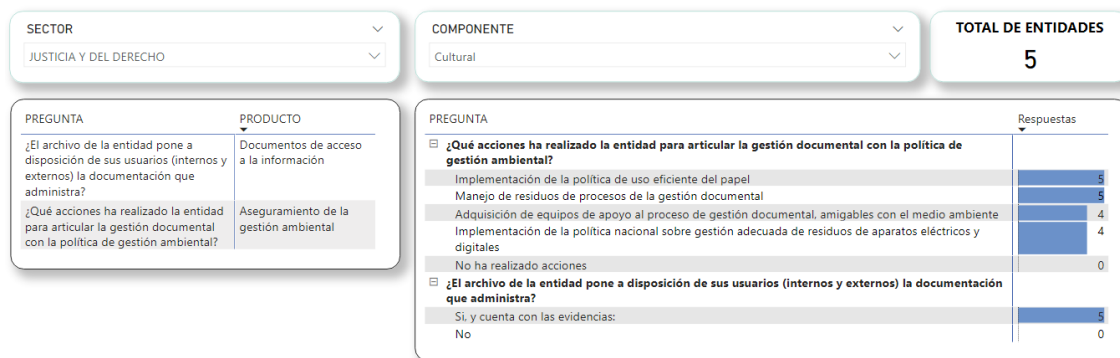 SECTOR
JUSTICIA Y DEL DERECHO
COMPONENTE
Cultural
TOTAL DE ENTIDADES
5
PREGUNTA PRODUCTO
¿El archivo de la entidad pone a Documentos de acceso
disposición de sus usuarios (internos y a la información
externos) la documentación que
administra?
¿Qué acciones ha realizado la entidad Aseguramiento de la
para articular la gestión documental gestión ambiental
con la política de gestión ambiental?
PREGUNTA Respuestas
¿Qué acciones ha realizado la entidad para articular la gestión documental con la política de
gestión ambiental?
Implementación de la política de uso eficiente del papel 5
Manejo de residuos de procesos de la gestión documental 5
Adquisición de equipos de apoyo al proceso de gestión documental, amigables con el medio ambiente 4
Implementación de la política nacional sobre gestión adecuada de residuos de aparatos eléctricos y 4
digitales
No ha realizado acciones 0
¿El archivo de la entidad pone a disposición de sus usuarios (internos y externos) la documentación
que administra?
Si, y cuenta con las evidencias: 5
No 0